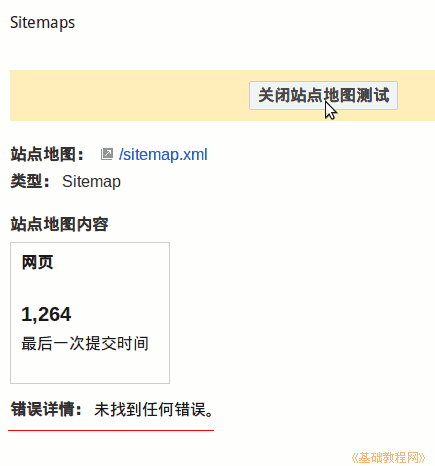 Sitemaps
关闭站点地图测试
站点地图： /sitemap.xml
类型： Sitemap
站点地图内容
网页
1,264
最后一次提交时间
错误详情： 未找到任何错误。
《基础教程网》